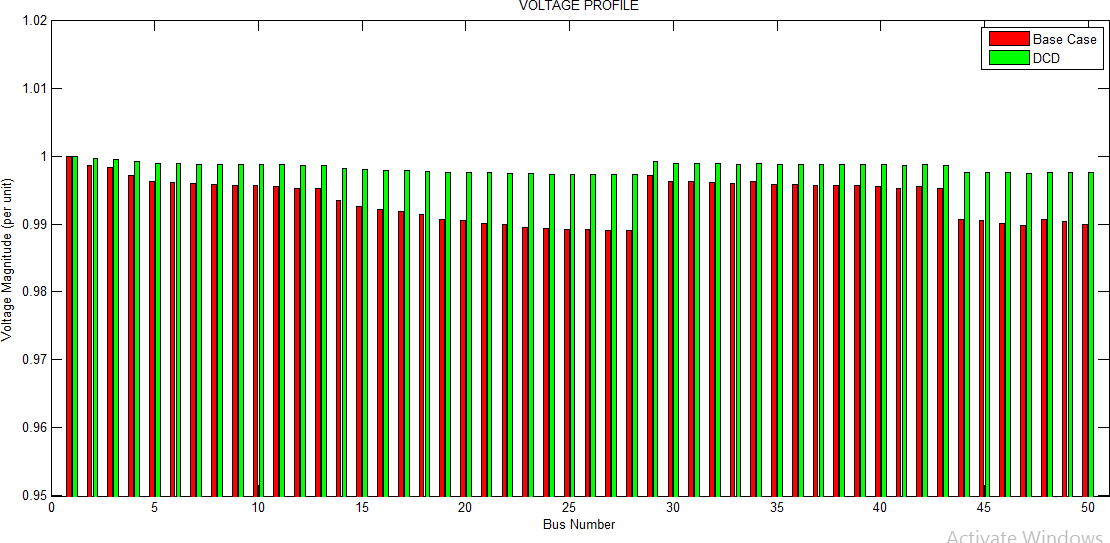 VOLTAGE PROFILE
1.02
1.01
1
0.99
0.98
0.97
0.96
0.95
Voltage Magnitude (per unit)
Base Case
DCD
0 5 10 15 20 25 30 35 40 45 50
Bus Number
Activate Windows